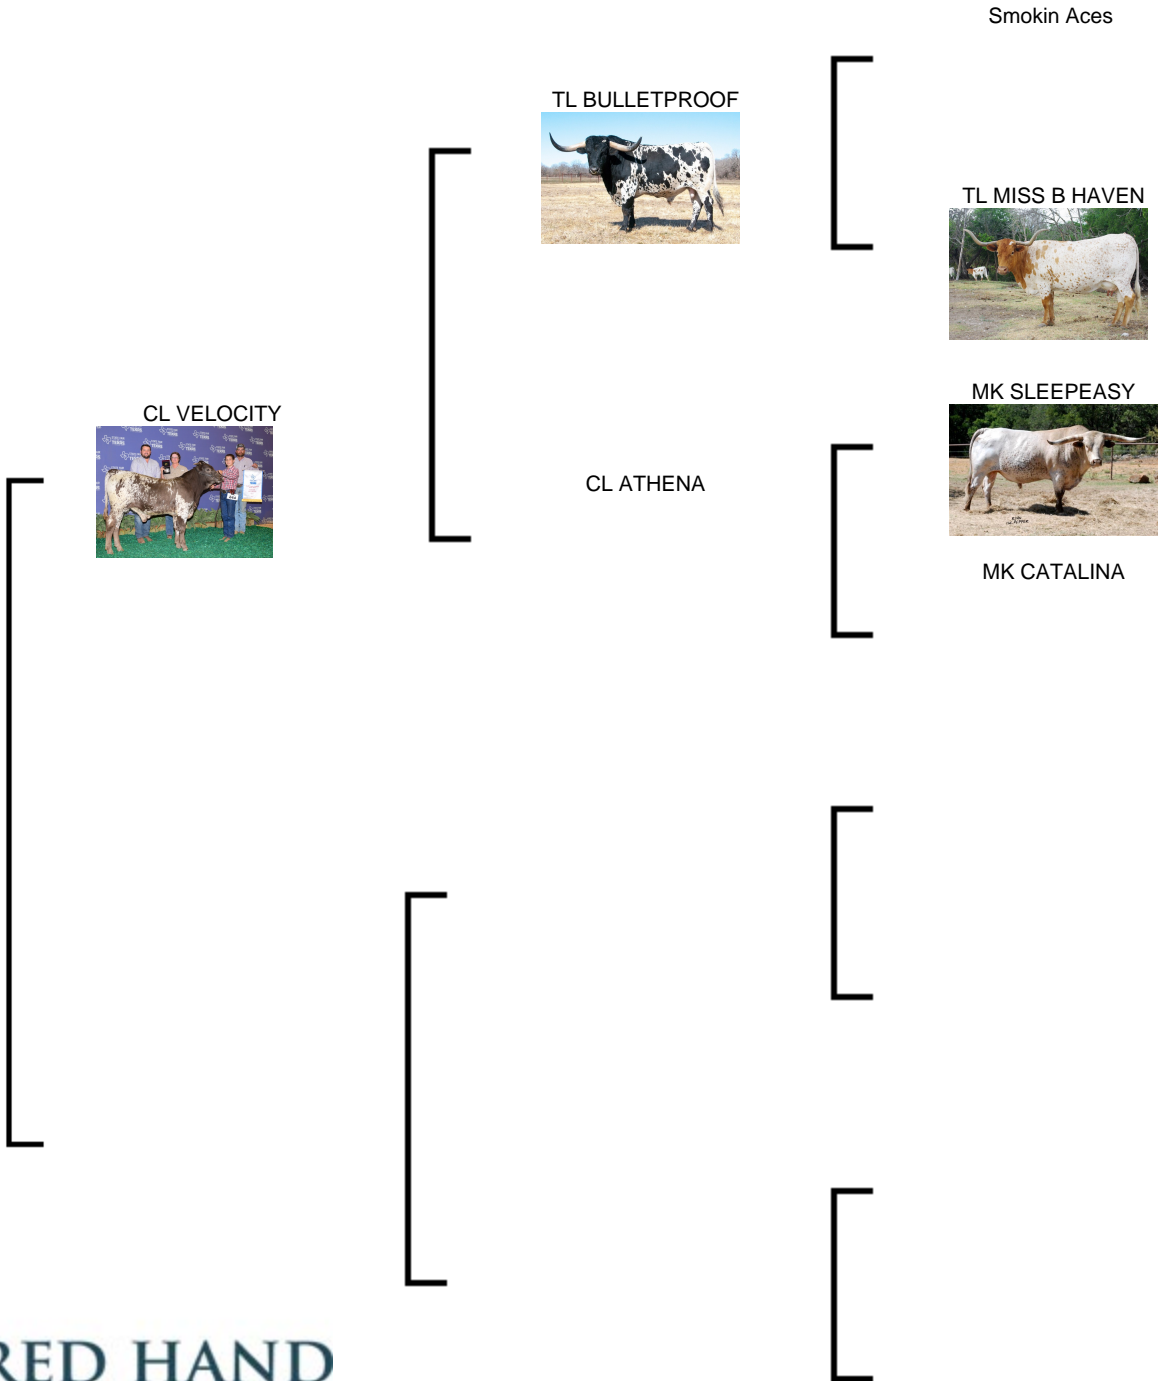 Smokin Aces
TL BULLETPROOF
TL MISS B HAVEN
MK SLEEPEASY
CL VELOCITY
CL ATHENA
MK CATALINA
RED HAND